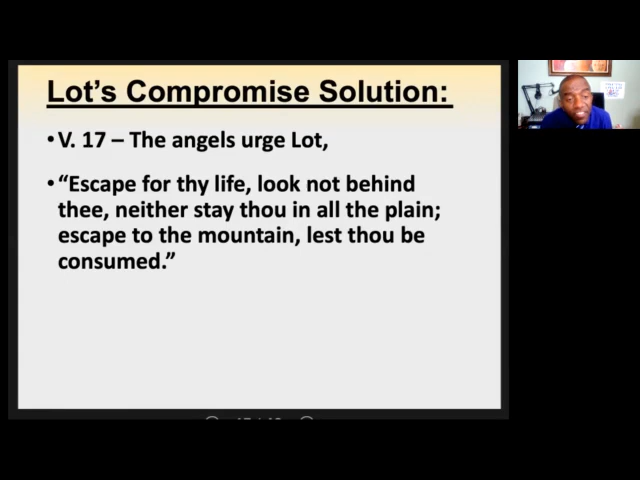 Lot’s Compromise Solution:
•V. 17 – The angels urge Lot,
•“Escape for thy life, look not behind
thee, neither stay thou in all the plain;
escape to the mountain, lest thou be
consumed.”